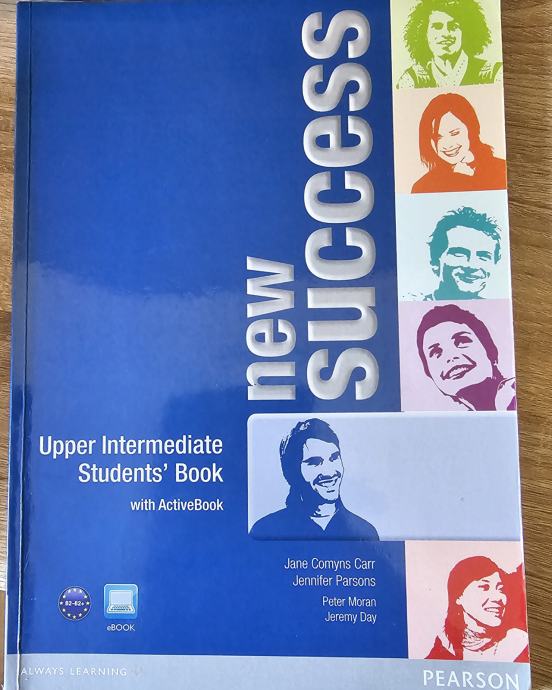 new
success
Upper Intermediate
Students' Book
with ActiveBook
Jane Comyns Carr
Jennifer Parsons
Peter Moran
Jeremy Day
B2-B2+
eBOOK
ALWAYS LEARNING
PEARSON